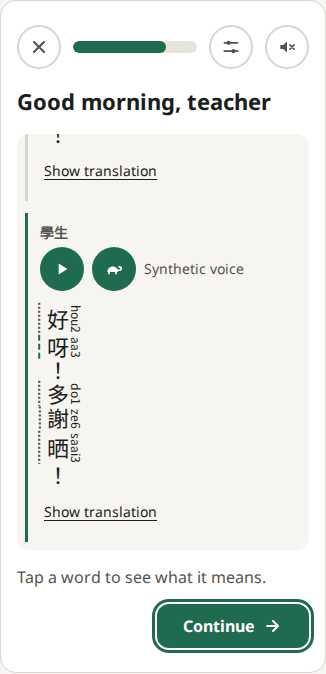 Good morning, teacher
!
Show translation
學生
Synthetic voice
好呀！多謝晒！
hou2 aa3 do1 ze6 saai3
Show translation
Tap a word to see what it means.
Continue